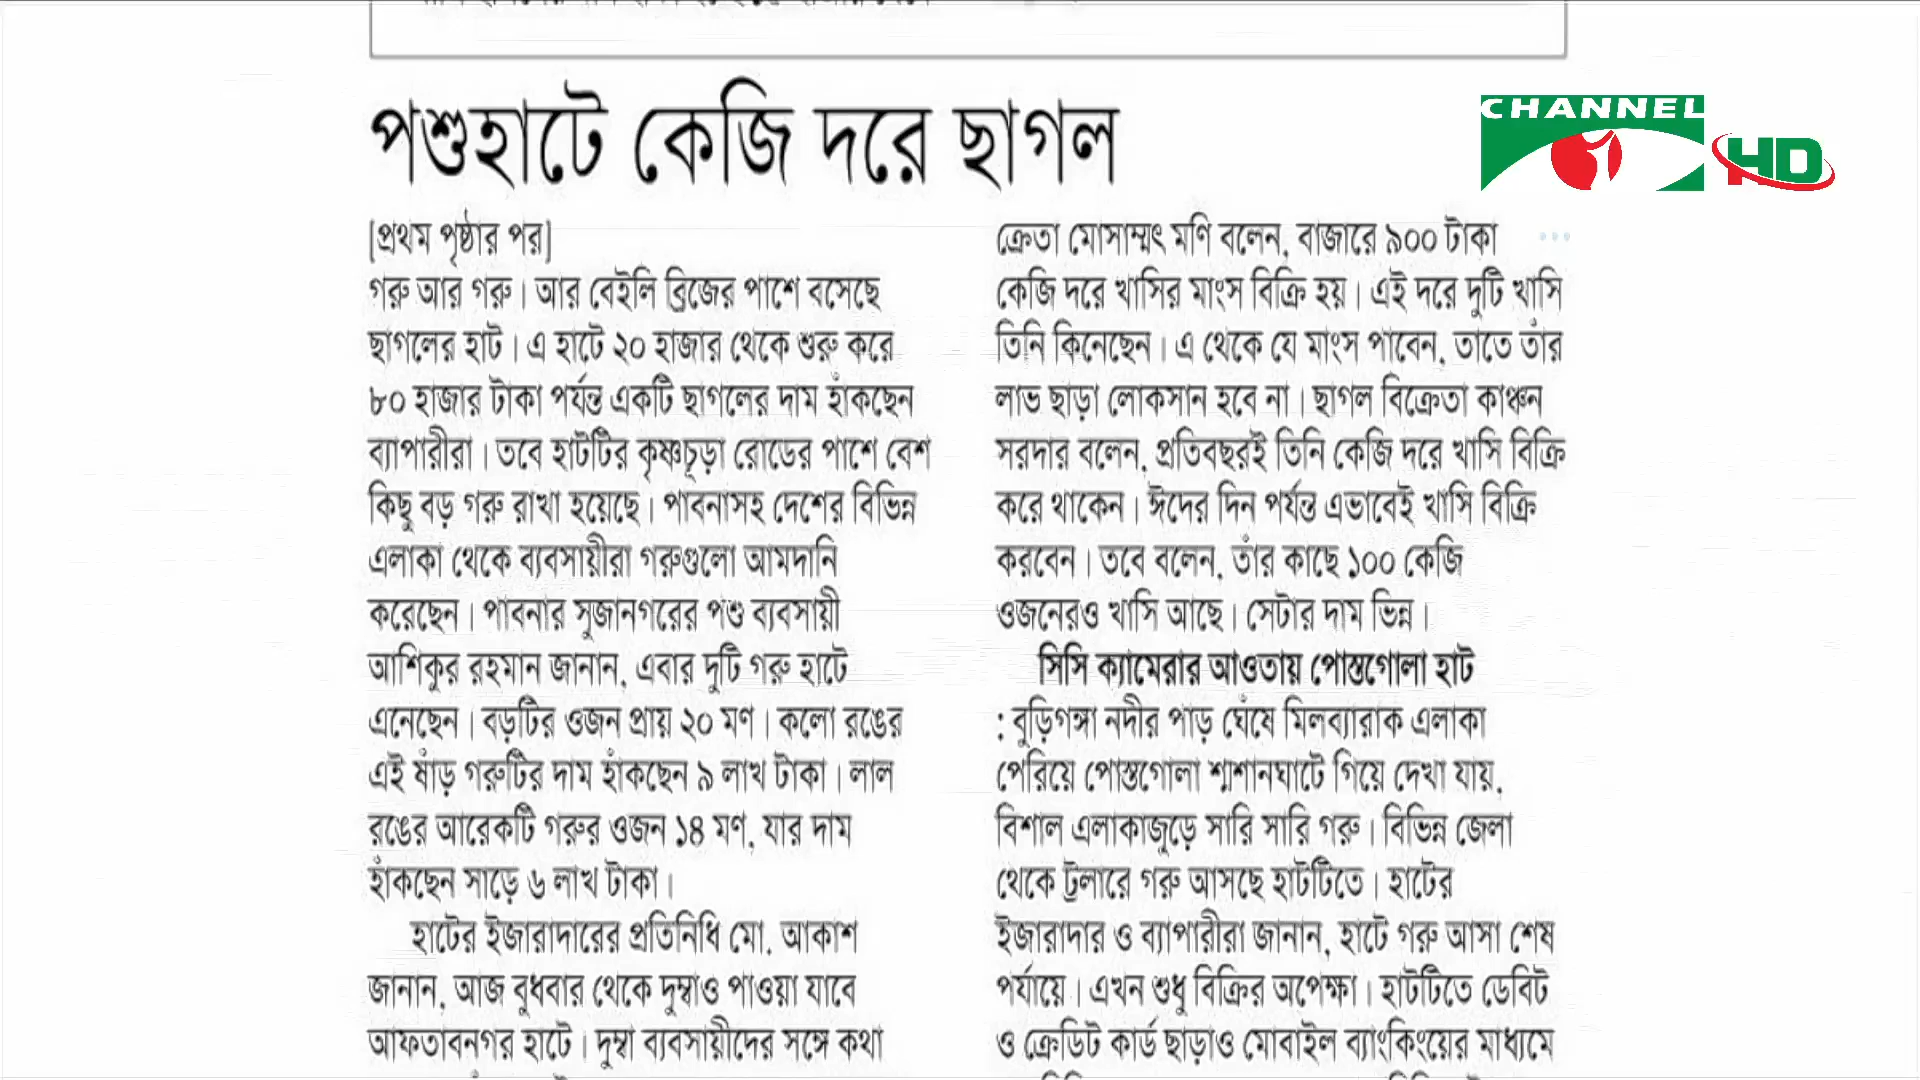 পশুহাটে কেজি দরে ছাগল
CHANNEL
i
HD
[প্রথম পৃষ্ঠার পর]
গরু আর গরু। আর বেইলি ব্রিজের পাশে বসেছে
ছাগলের হাট। এ হাটে ২০ হাজার থেকে শুরু করে
৮০ হাজার টাকা পর্যন্ত একটি ছাগলের দাম হাঁকছেন
ব্যাপারীরা। তবে হাটটির কৃষ্ণচূড়া রোডের পাশে বেশ
কিছু বড় গরু রাখা হয়েছে। পাবনাসহ দেশের বিভিন্ন
এলাকা থেকে ব্যবসায়ীরা গরুগুলো আমদানি
করেছেন। পাবনার সুজানগরের পশু ব্যবসায়ী
আশিকুর রহমান জানান, এবার দুটি গরু হাটে
এনেছেন। বড়টির ওজন প্রায় ২০ মণ। কলো রঙের
এই ষাঁড় গরুটির দাম হাঁকছেন ৯ লাখ টাকা। লাল
রঙের আরেকটি গরুর ওজন ১৪ মণ, যার দাম
হাঁকছেন সাড়ে ৬ লাখ টাকা।
হাটের ইজারাদারের প্রতিনিধি মো. আকাশ
জানান, আজ বুধবার থেকে দুম্বাও পাওয়া যাবে
আফতাবনগর হাটে। দুম্বা ব্যবসায়ীদের সঙ্গে কথা
ক্রেতা মোসাম্মৎ মণি বলেন, বাজারে ৯০০ টাকা
কেজি দরে খাসির মাংস বিক্রি হয়। এই দরে দুটি খাসি
তিনি কিনেছেন। এ থেকে যে মাংস পাবেন, তাতে তাঁর
লাভ ছাড়া লোকসান হবে না। ছাগল বিক্রেতা কাঞ্চন
সরদার বলেন, প্রতিবছরই তিনি কেজি দরে খাসি বিক্রি
করে থাকেন। ঈদের দিন পর্যন্ত এভাবেই খাসি বিক্রি
করবেন। তবে বলেন, তাঁর কাছে ১০০ কেজি
ওজনেরও খাসি আছে। সেটার দাম ভিন্ন।
সিসি ক্যামেরার আওতায় পোস্তগোলা হাট
: বুড়িগঙ্গা নদীর পাড় ঘেঁষে মিলব্যারাক এলাকা
পেরিয়ে পোস্তগোলা শ্মশানঘাটে গিয়ে দেখা যায়,
বিশাল এলাকাজুড়ে সারি সারি গরু। বিভিন্ন জেলা
থেকে ট্রলারে গরু আসছে হাটটিতে। হাটের
ইজারাদার ও ব্যাপারীরা জানান, হাটে গরু আসা শেষ
পর্যায়ে। এখন শুধু বিক্রির অপেক্ষা। হাটটিতে ডেবিট
ও ক্রেডিট কার্ড ছাড়াও মোবাইল ব্যাংকিংয়ের মাধ্যমে